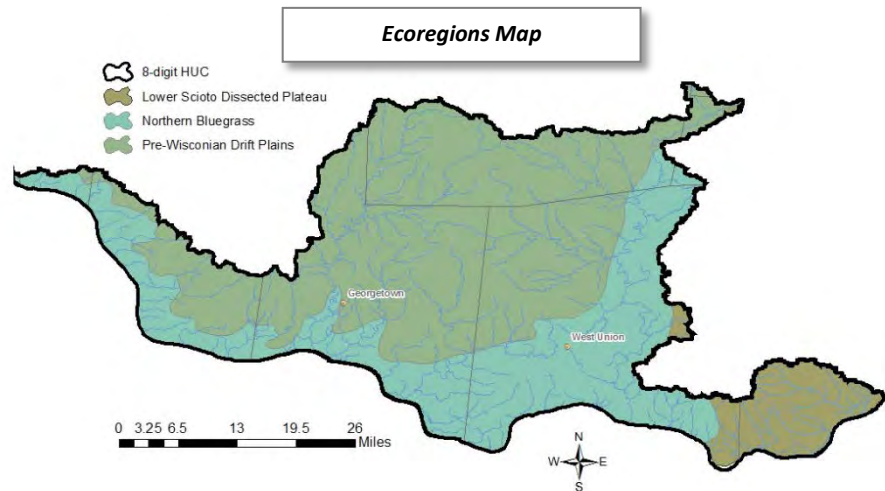 Ecoregions Map
8-digit HUC
Lower Scioto Dissected Plateau
Northern Bluegrass
Pre-Wisconian Drift Plains
Georgetown
West Union
0 3.25 6.5 13 19.5 26
Miles
N
W E
S